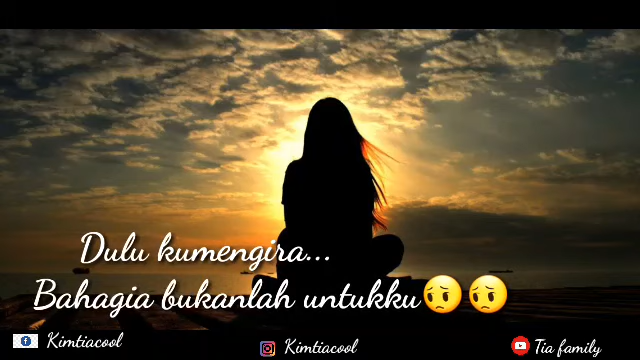 Dulu kumengira...
Bahagia bukanlah untukku😔😔
Kimtiacool
Kimtiacool
Tia family